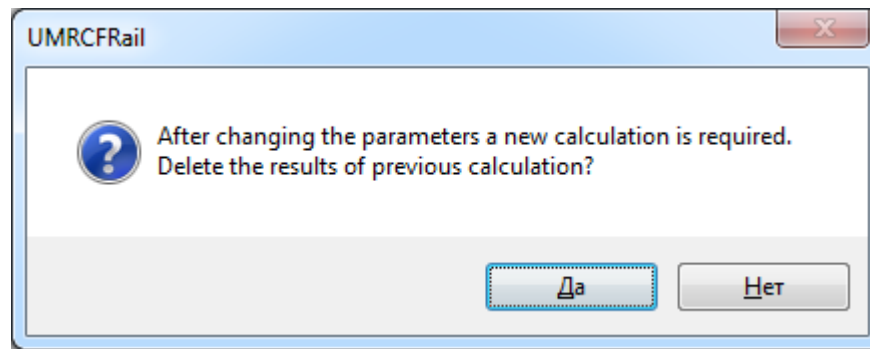 UMRCFRail
After changing the parameters a new calculation is required.
Delete the results of previous calculation?
Да
Нет